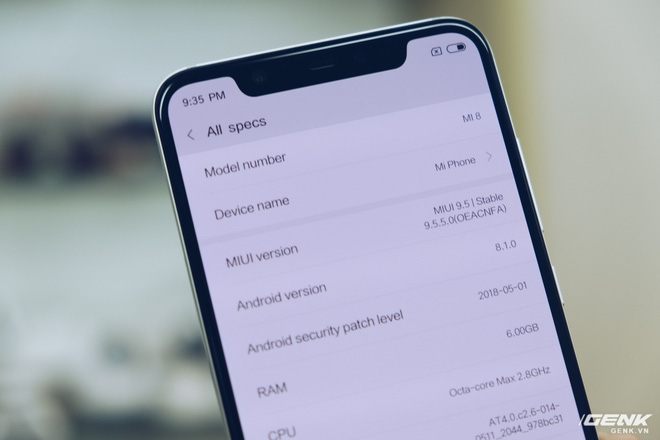 9:35 PM
All specs
Model number
MI 8
Device name
Mi Phone
MIUI version
MIUI 9.5 | Stable
9.5.5.0(OEACNFA)
Android version
8.1.0
Android security patch level
2018-05-01
RAM
6.00GB
CPU
Octa-core Max 2.8GHz
AT4.0.c2.6-014-
0511_2044_978bc31
GENK
GENK.VN